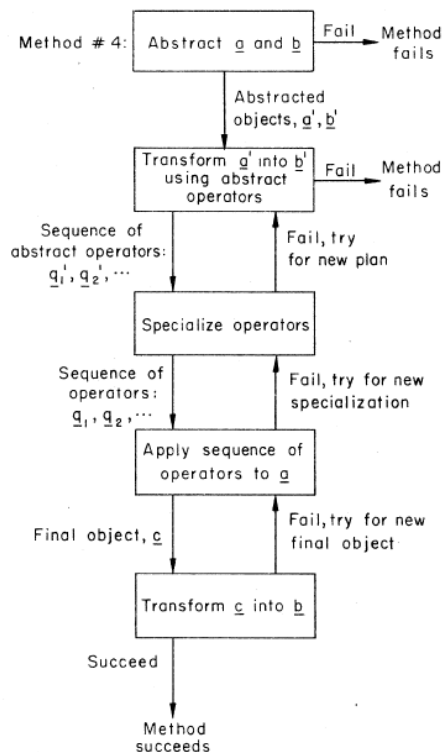 Method # 4:
Abstract a and b
Fail
Method
fails
Abstracted
objects, a', b'
Transform a' into b'
using abstract
operators
Fail
Method
fails
Sequence of
abstract operators:
q₁', q₂', ...
Fail, try
for new plan
Specialize operators
Sequence of
operators:
q₁, q₂, ...
Fail, try for new
specialization
Apply sequence of
operators to a
Final object, c
Fail, try for new
final object
Transform c into b
Succeed
Method
succeeds